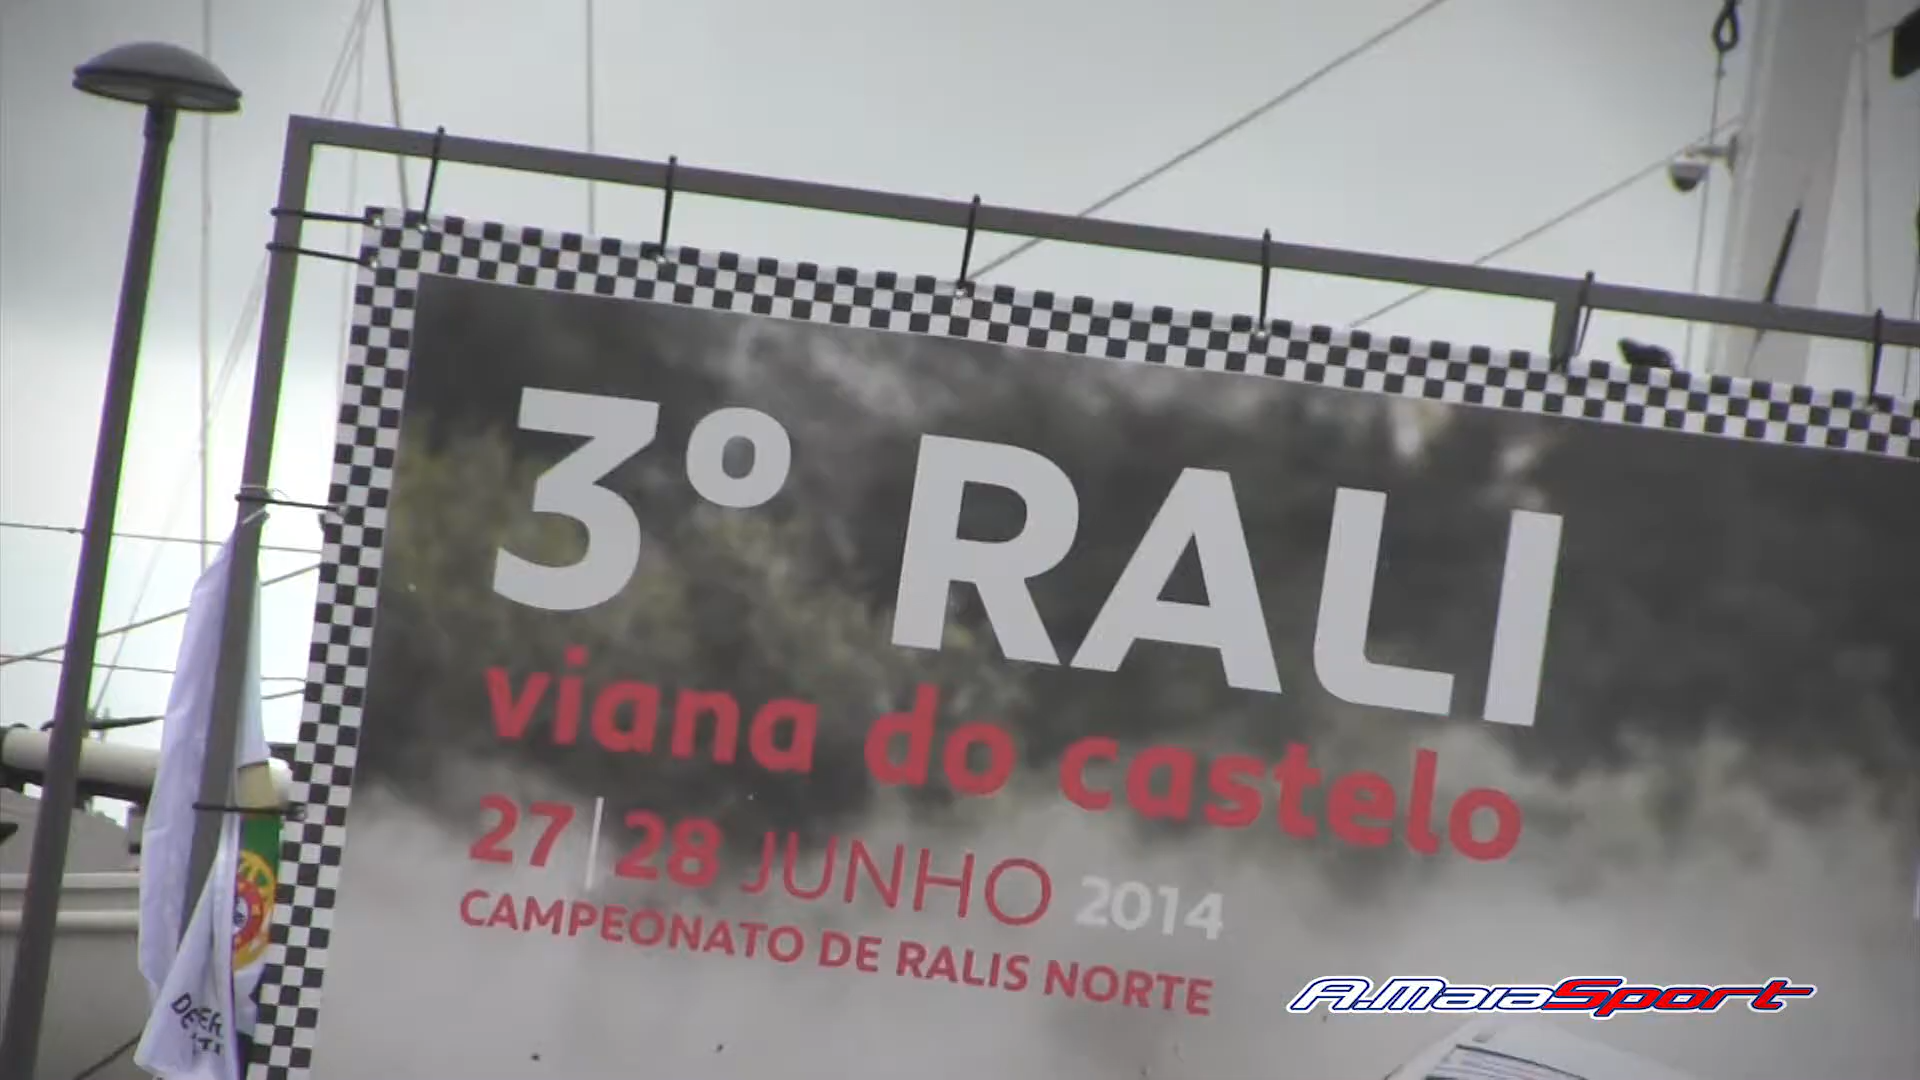 3º RALI
viana do castelo
27 | 28 JUNHO 2014
CAMPEONATO DE RALIS NORTE
A.MaiaSport